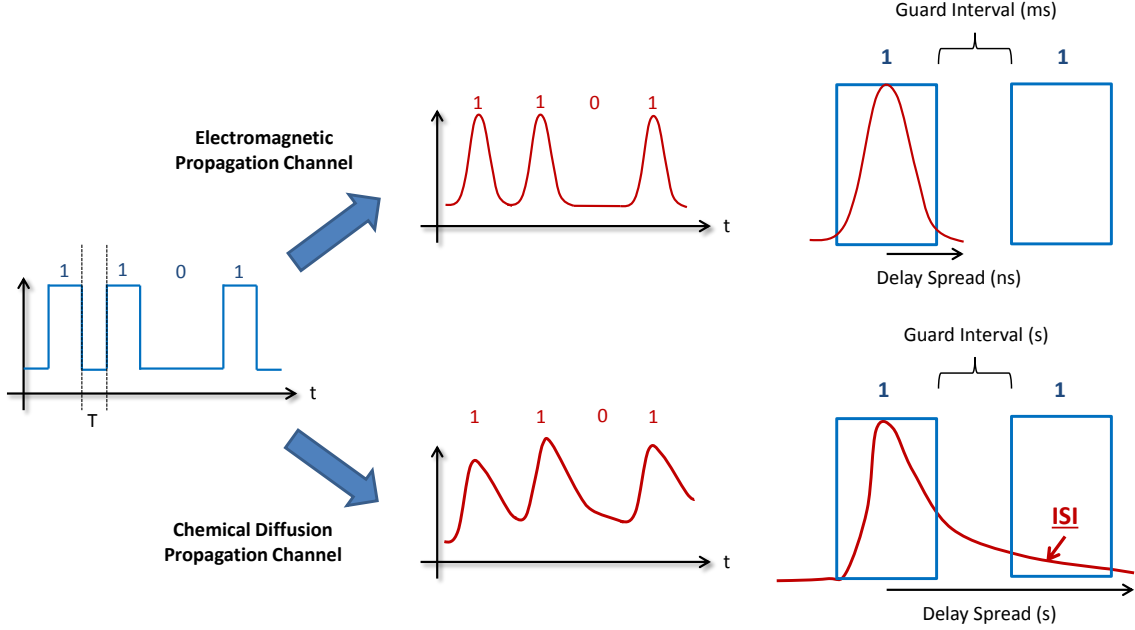 Guard Interval (ms)
1 1
1 1 0 1
Electromagnetic
Propagation Channel
t
Delay Spread (ns)
1 1 0 1
t
T
Guard Interval (s)
1 1
1 1 0 1
ISI
Chemical Diffusion
Propagation Channel
t
Delay Spread (s)